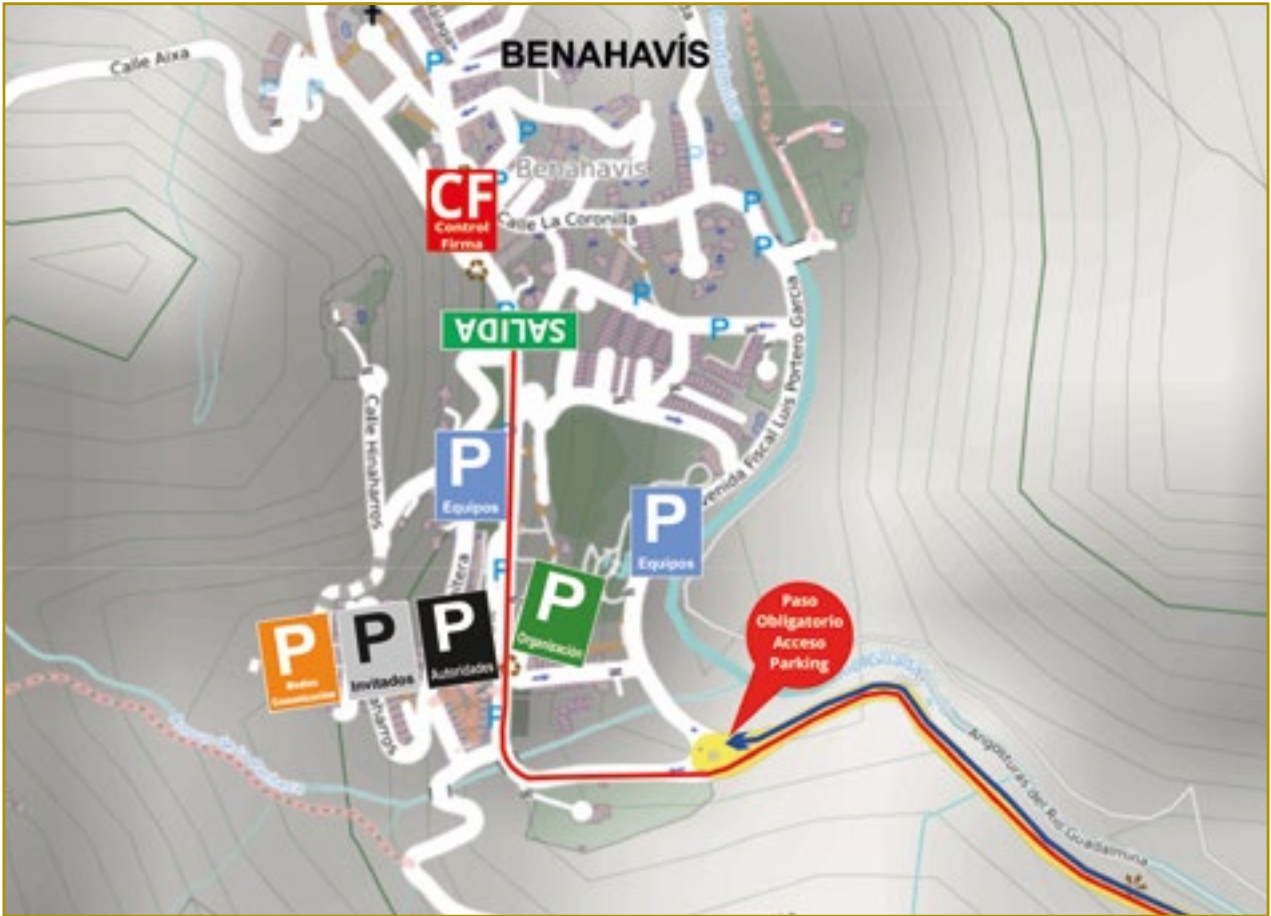 BENAHAVÍS
Calle Aixa
P
P
Benahavís
P
CF
Control
Firma
Calle La Coronilla
P
P
P
P
SALIDA
Avenida Fiscal Luis Portero García
Calle Hinaharros
P
Equipos
P
Equipos
P
P
Organización
P
Medios
Comunicación
P
Invitados
P
Autoridades
P
Paso
Obligatorio
Acceso
Parking
Angosturas del Río Guadalmina